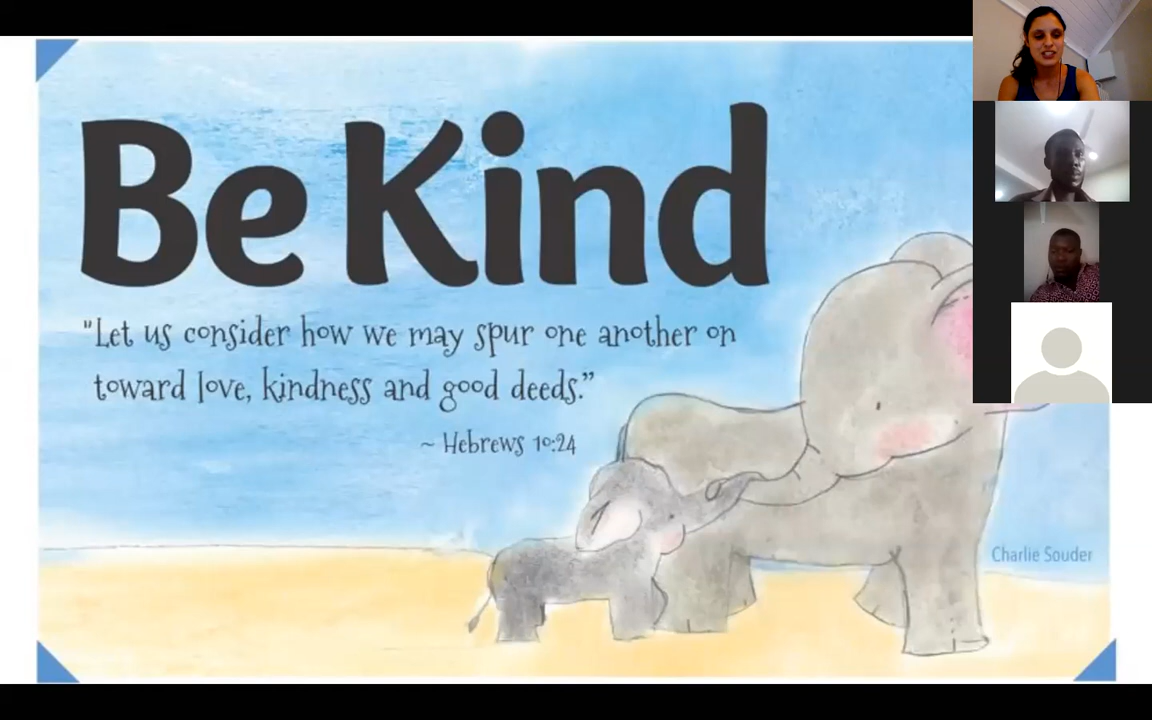 Be Kind
"Let us consider how we may spur one another on
toward love, kindness and good deeds."
~ Hebrews 10:24
Charlie Souder